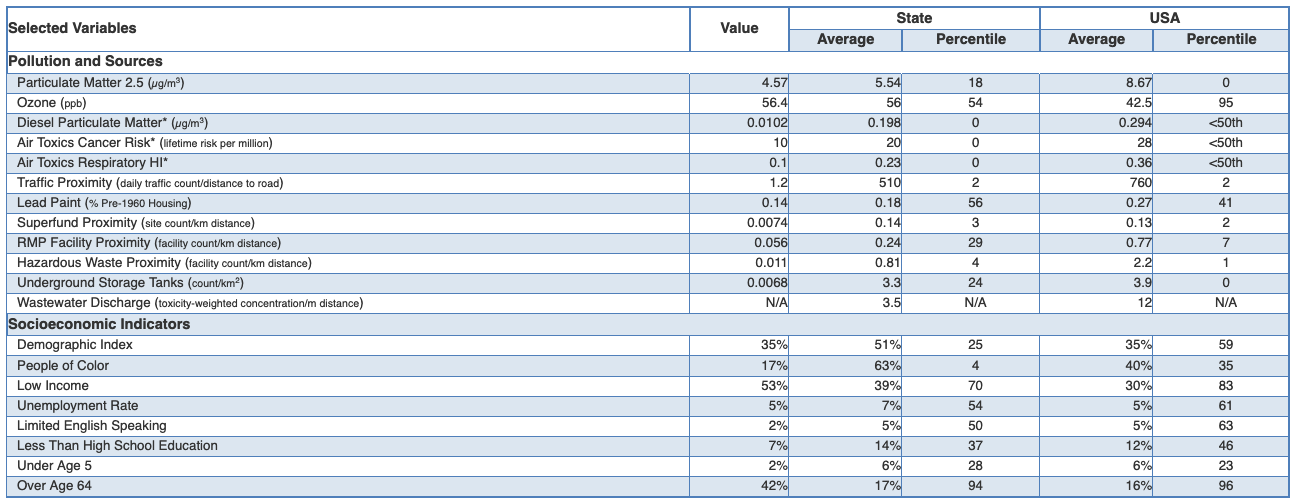 Selected Variables Value State USA
Average Percentile Average Percentile
Pollution and Sources
Particulate Matter 2.5 (µg/m³) 4.57 5.54 18 8.67 0
Ozone (ppb) 56.4 56 54 42.5 95
Diesel Particulate Matter* (µg/m³) 0.0102 0.198 0 0.294 <50th
Air Toxics Cancer Risk* (lifetime risk per million) 10 20 0 28 <50th
Air Toxics Respiratory HI* 0.1 0.23 0 0.36 <50th
Traffic Proximity (daily traffic count/distance to road) 1.2 510 2 760 2
Lead Paint (% Pre-1960 Housing) 0.14 0.18 56 0.27 41
Superfund Proximity (site count/km distance) 0.0074 0.14 3 0.13 2
RMP Facility Proximity (facility count/km distance) 0.056 0.24 29 0.77 7
Hazardous Waste Proximity (facility count/km distance) 0.011 0.81 4 2.2 1
Underground Storage Tanks (count/km²) 0.0068 3.3 24 3.9 0
Wastewater Discharge (toxicity-weighted concentration/m distance) N/A 3.5 N/A 12 N/A
Socioeconomic Indicators
Demographic Index 35% 51% 25 35% 59
People of Color 17% 63% 4 40% 35
Low Income 53% 39% 70 30% 83
Unemployment Rate 5% 7% 54 5% 61
Limited English Speaking 2% 5% 50 5% 63
Less Than High School Education 7% 14% 37 12% 46
Under Age 5 2% 6% 28 6% 23
Over Age 64 42% 17% 94 16% 96